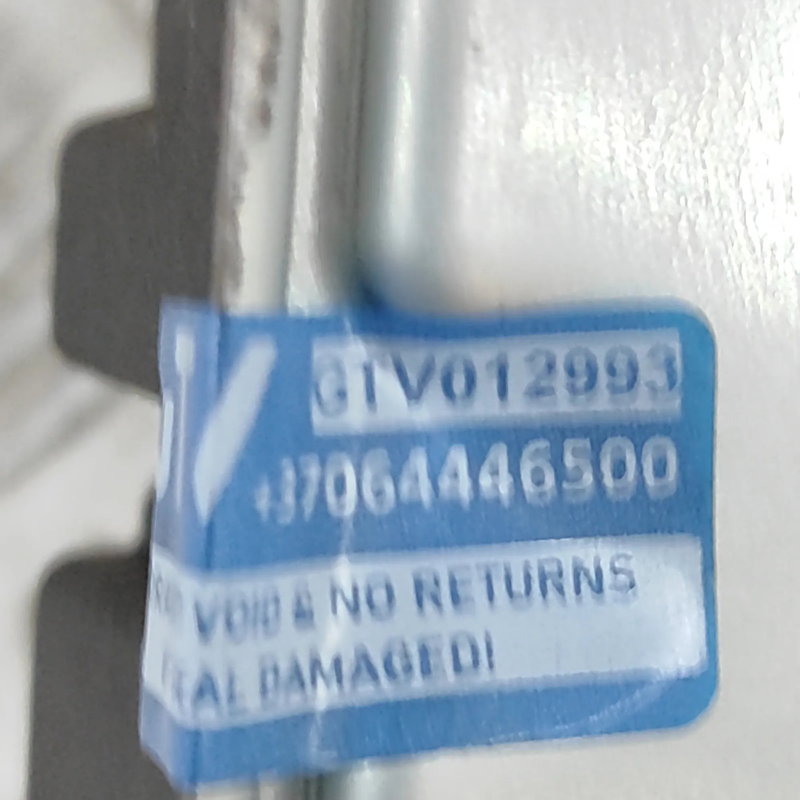 GTV012993
+37064446500
VOID & NO RETURNS
DAMAGED!